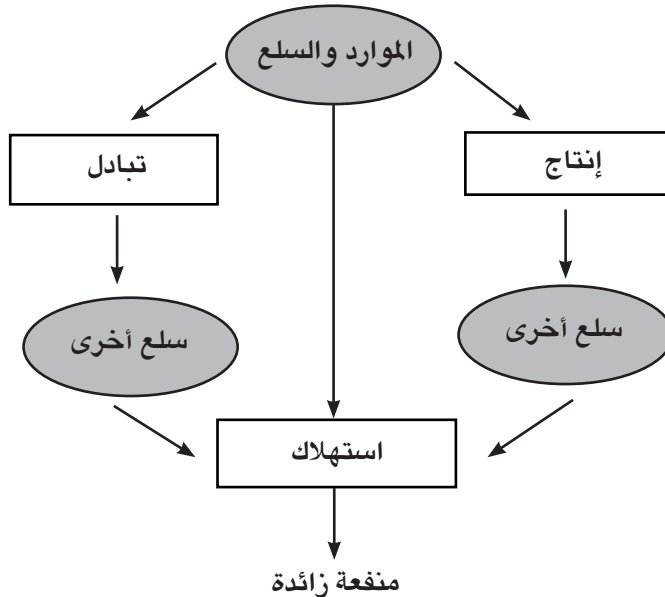 الموارد والسلع
إنتاج
تبادل
سلع أخرى
سلع أخرى
استهلاك
منفعة زائدة